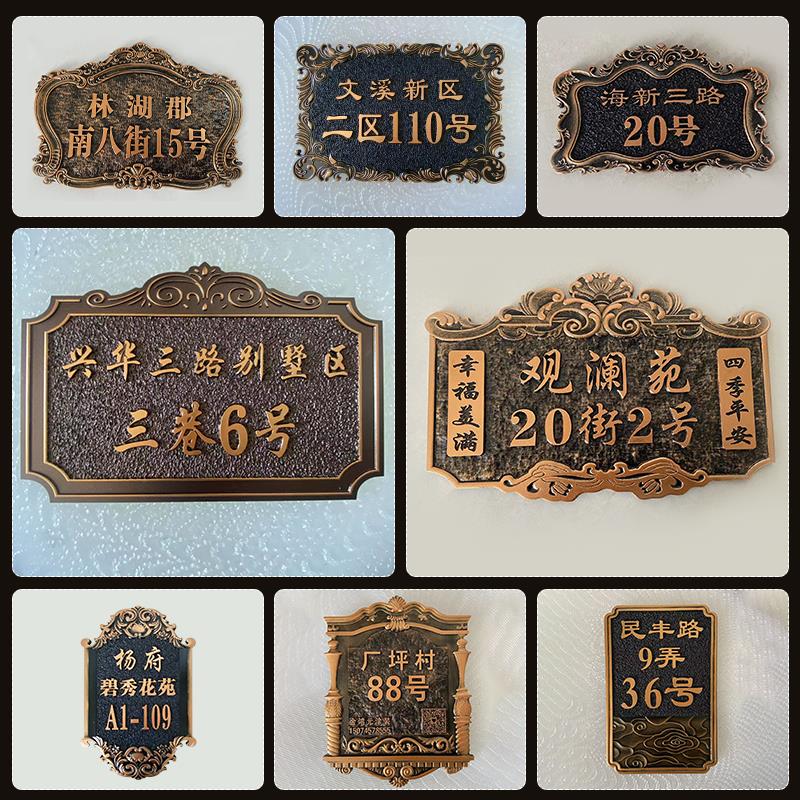 林湖郡
南八街15号
文溪新区
二区110号
海新三路
20号
兴华三路别墅区
三巷6号
幸福美满
观澜苑
20街2号
四季平安
杨府
碧秀花苑
A1-109
厂坪村
88号
15074578555
民丰路
9弄
36号